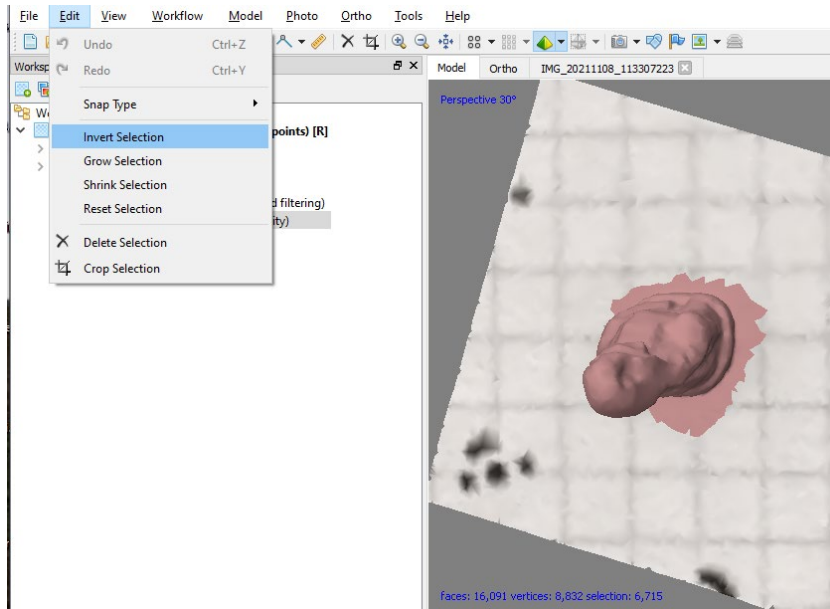 File Edit View Workflow Model Photo Ortho Tools Help
Undo Ctrl+Z
Redo Ctrl+Y
Snap Type
Invert Selection
Grow Selection
Shrink Selection
Reset Selection
Delete Selection
Crop Selection
points) [R]
filtering)
Model Ortho IMG_20211108_113307223
Perspective 30°
faces: 16,091 vertices: 8,832 selection: 6,715